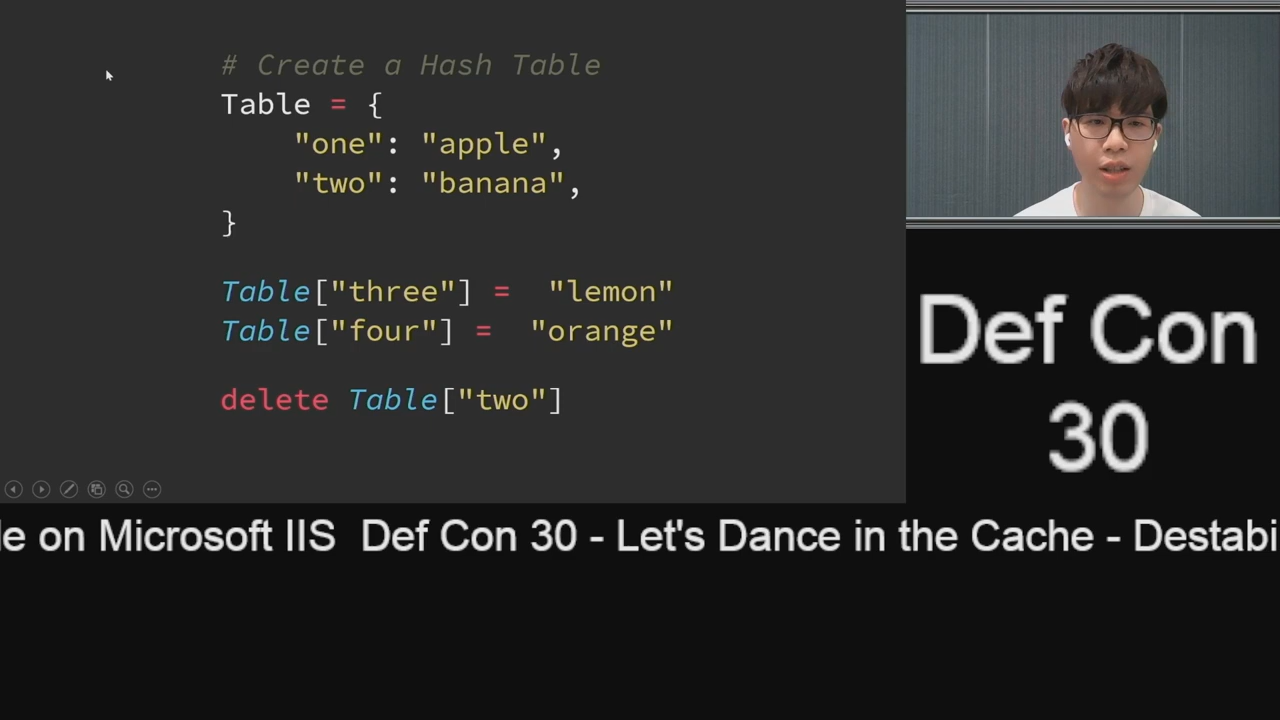 # Create a Hash Table
Table = {
"one": "apple",
"two": "banana",
}
Table["three"] = "lemon"
Table["four"] = "orange"
delete Table["two"]
Def Con
30
le on Microsoft IIS Def Con 30 - Let's Dance in the Cache - Destabi